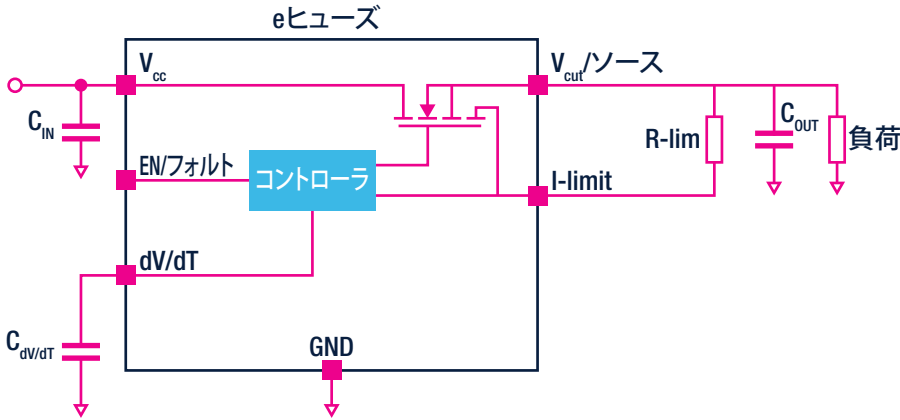 eヒューズ
Vcc
Vcut/ソース
CIN
COUT
R-lim
負荷
EN/フォルト
コントローラ
I-limit
dV/dT
CdV/dT
GND